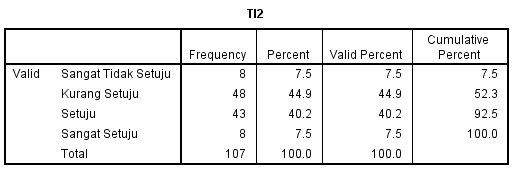 TI2
Frequency Percent Valid Percent Cumulative Percent
Valid Sangat Tidak Setuju 8 7.5 7.5 7.5
Kurang Setuju 48 44.9 44.9 52.3
Setuju 43 40.2 40.2 92.5
Sangat Setuju 8 7.5 7.5 100.0
Total 107 100.0 100.0